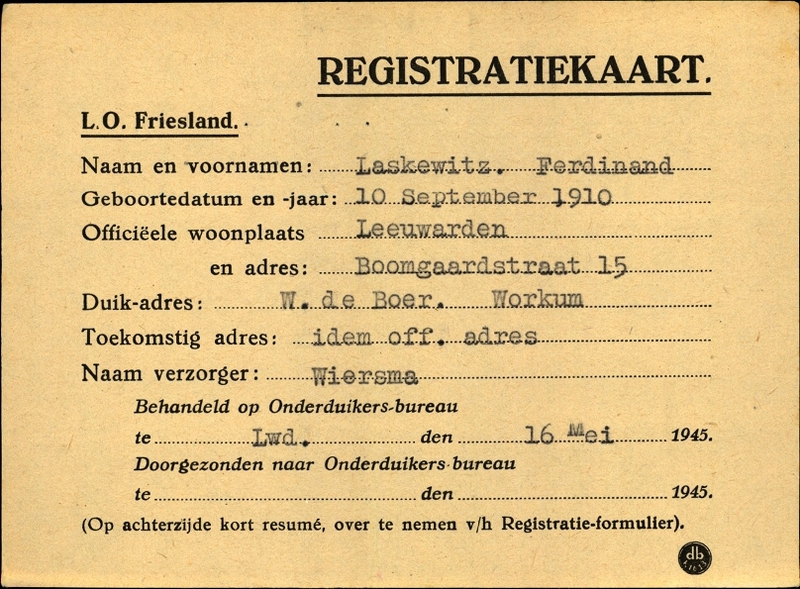 REGISTRATIEKAART.
L.O. Friesland.
Naam en voornamen: Laskewitz. Ferdinand
Geboortedatum en -jaar: 10 September 1910
Officiëele woonplaats Leeuwarden
en adres: Boomgaardstraat 15
Duik-adres: W. de Boer. Workum
Toekomstig adres: idem off. adres
Naam verzorger: Wiersma
Behandeld op Onderduikers-bureau
te Lwd. den 16 Mei 1945.
Doorgezonden naar Onderduikers-bureau
te den 1945.
(Op achterzijde kort resumé, over te nemen v/h Registratie-formulier).
db